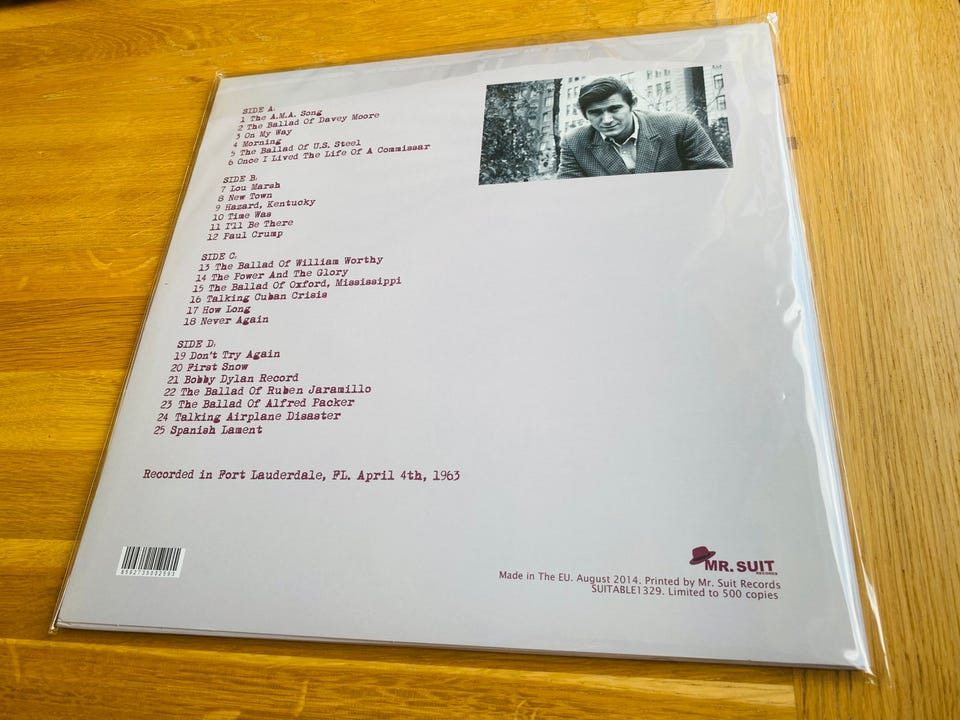 SIDE A:
1 The A.M.A. Song
2 The Ballad Of Davey Moore
3 On My Way
4 Morning
5 The Ballad Of U.S. Steel
6 Once I Lived The Life Of A Commissar
SIDE B:
7 Lou Marsh
8 New Town
9 Hazard, Kentucky
10 Time Was
11 I'll Be There
12 Paul Crump
SIDE C:
13 The Ballad Of William Worthy
14 The Power And The Glory
15 The Ballad Of Oxford, Mississippi
16 Talking Cuban Crisis
17 How Long
18 Never Again
SIDE D:
19 Don't Try Again
20 First Snow
21 Bobby Dylan Record
22 The Ballad Of Ruben Jaramillo
23 The Ballad Of Alfred Packer
24 Talking Airplane Disaster
25 Spanish Lament
Recorded in Fort Lauderdale, FL. April 4th, 1963
8592735002593
MR. SUIT
RECORDS
Made in The EU. August 2014. Printed by Mr. Suit Records
SUITABLE1329. Limited to 500 copies